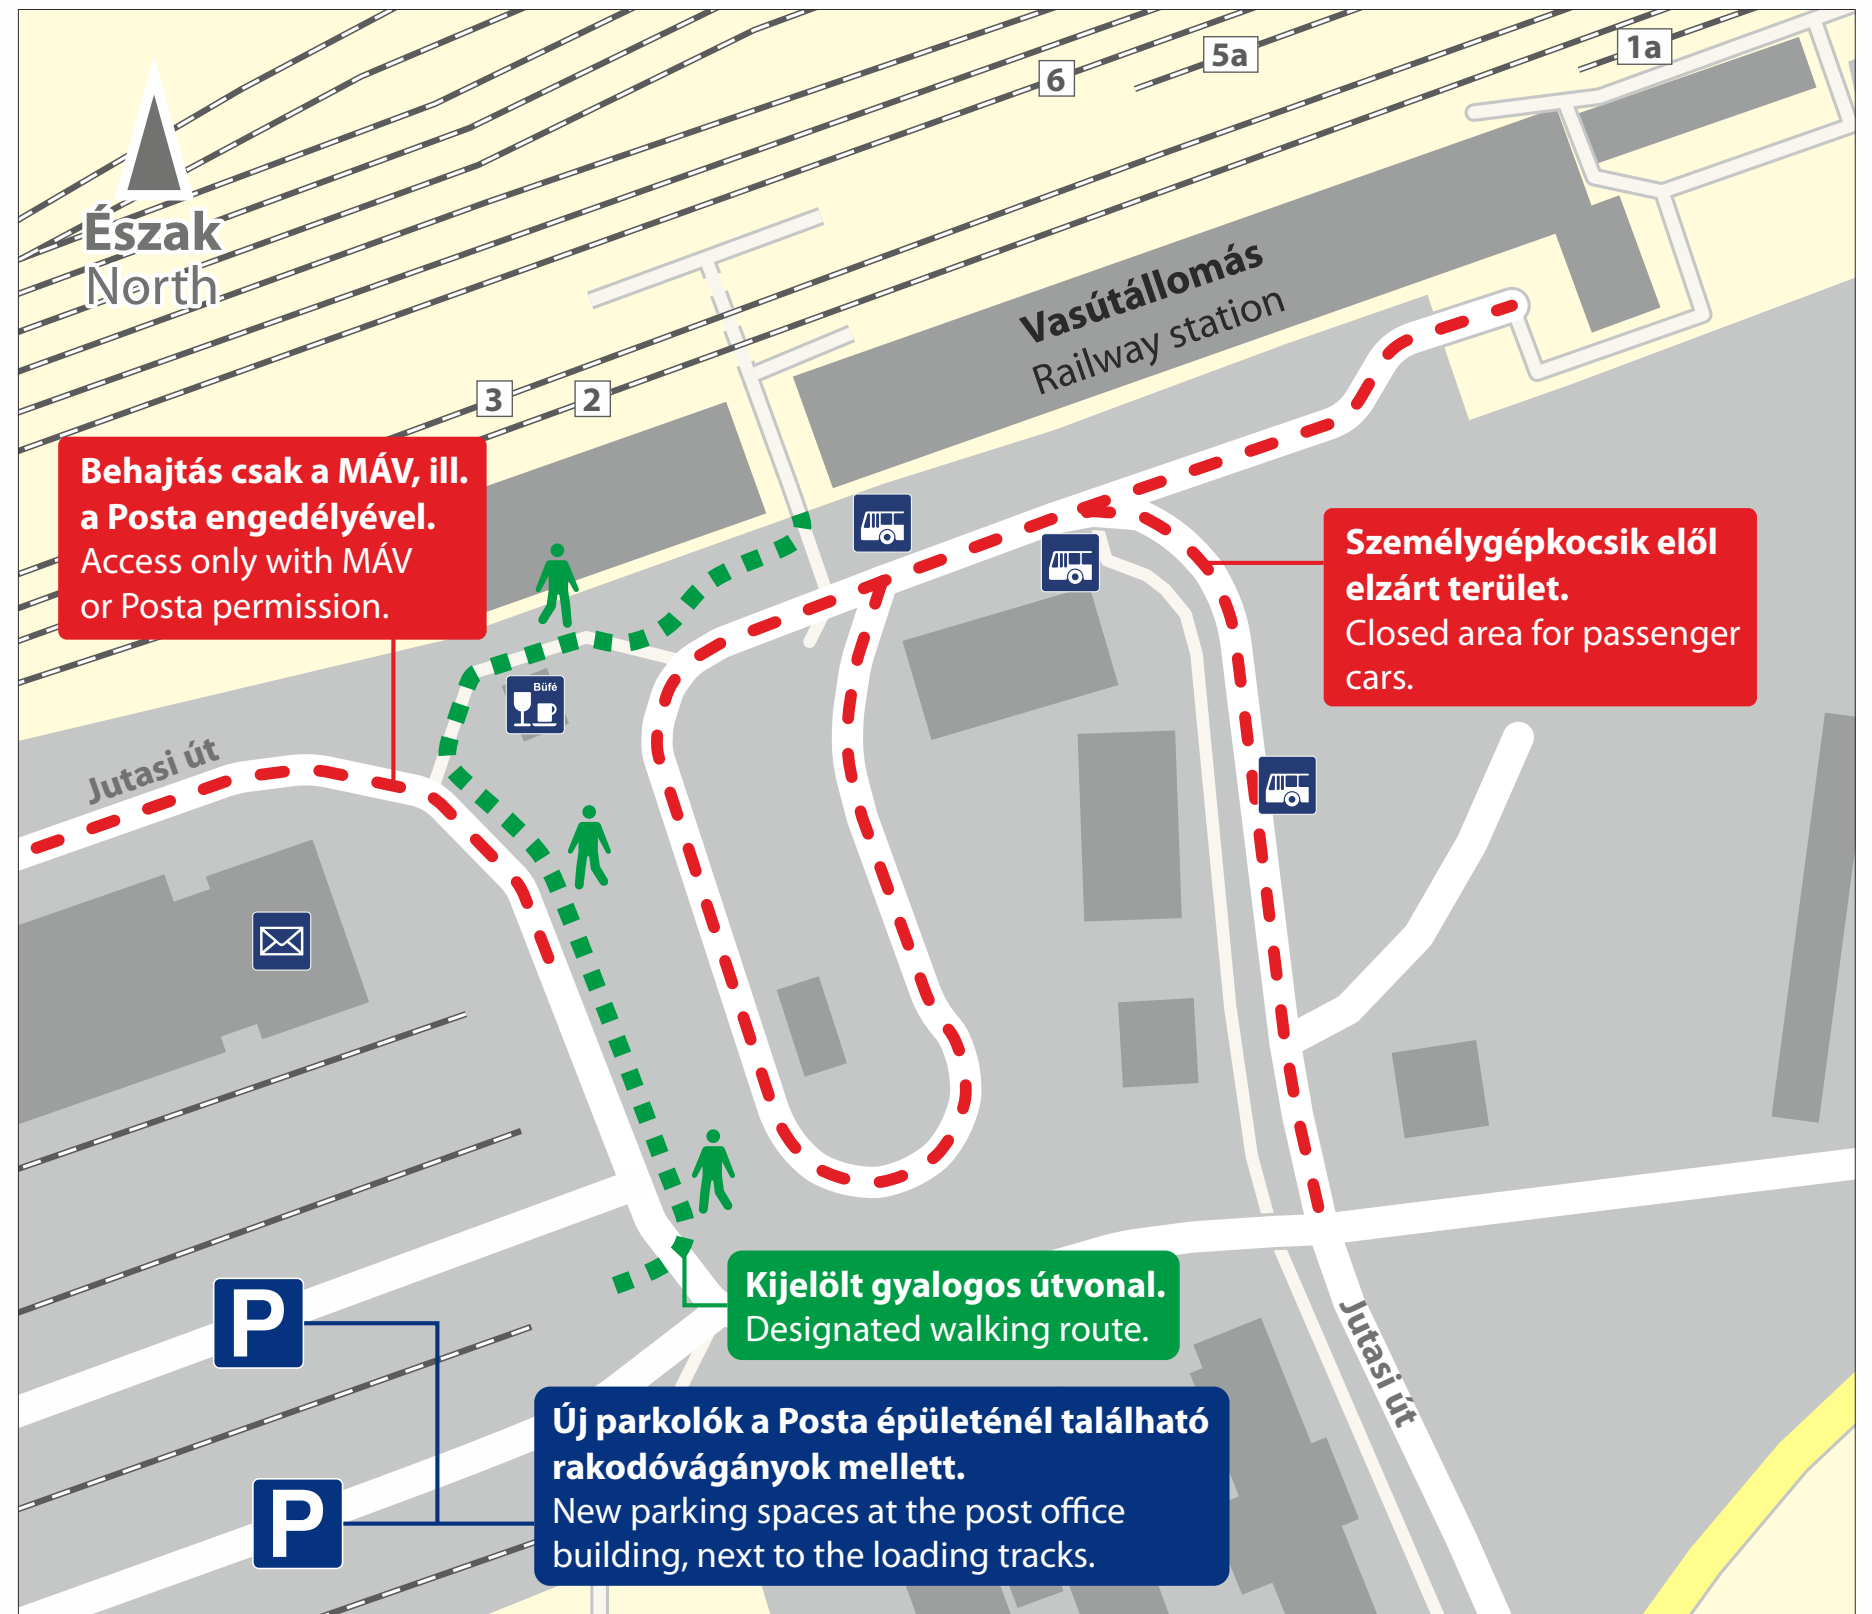 5a
1a
6
Észak
North
Vasútállomás
Railway station
3
2
Behajtás csak a MÁV, ill.
a Posta engedélyével.
Access only with MÁV
or Posta permission.
Személygépkocsik elől
elzárt terület.
Closed area for passenger
cars.
Büfé
Jutasi út
Kijelölt gyalogos útvonal.
Designated walking route.
P
Jutasi út
Új parkolók a Posta épületénél található
rakodóvágányok mellett.
New parking spaces at the post office
building, next to the loading tracks.
P